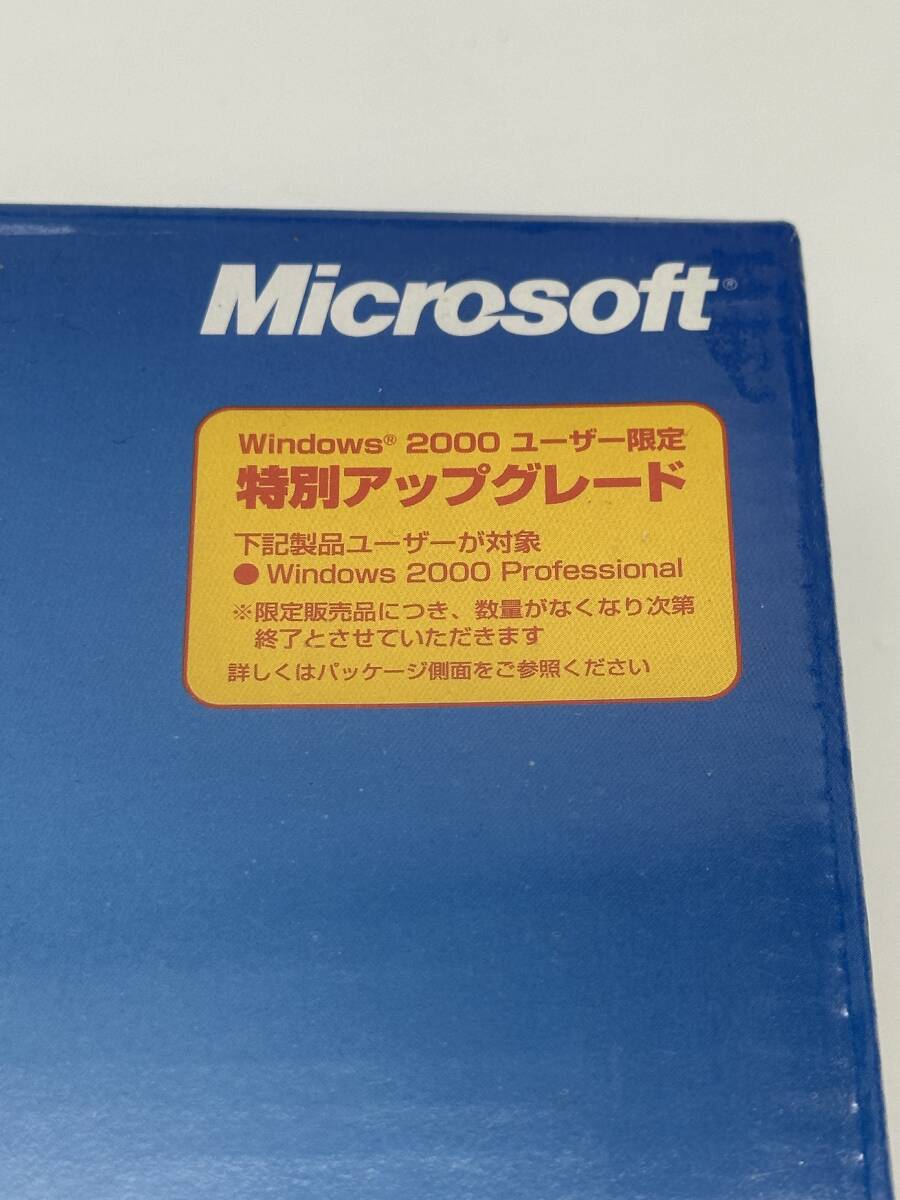 Microsoft®
Windows® 2000 ユーザー限定
特別アップグレード
下記製品ユーザーが対象
● Windows 2000 Professional
※限定販売品につき、数量がなくなり次第
終了とさせていただきます
詳しくはパッケージ側面をご参照ください